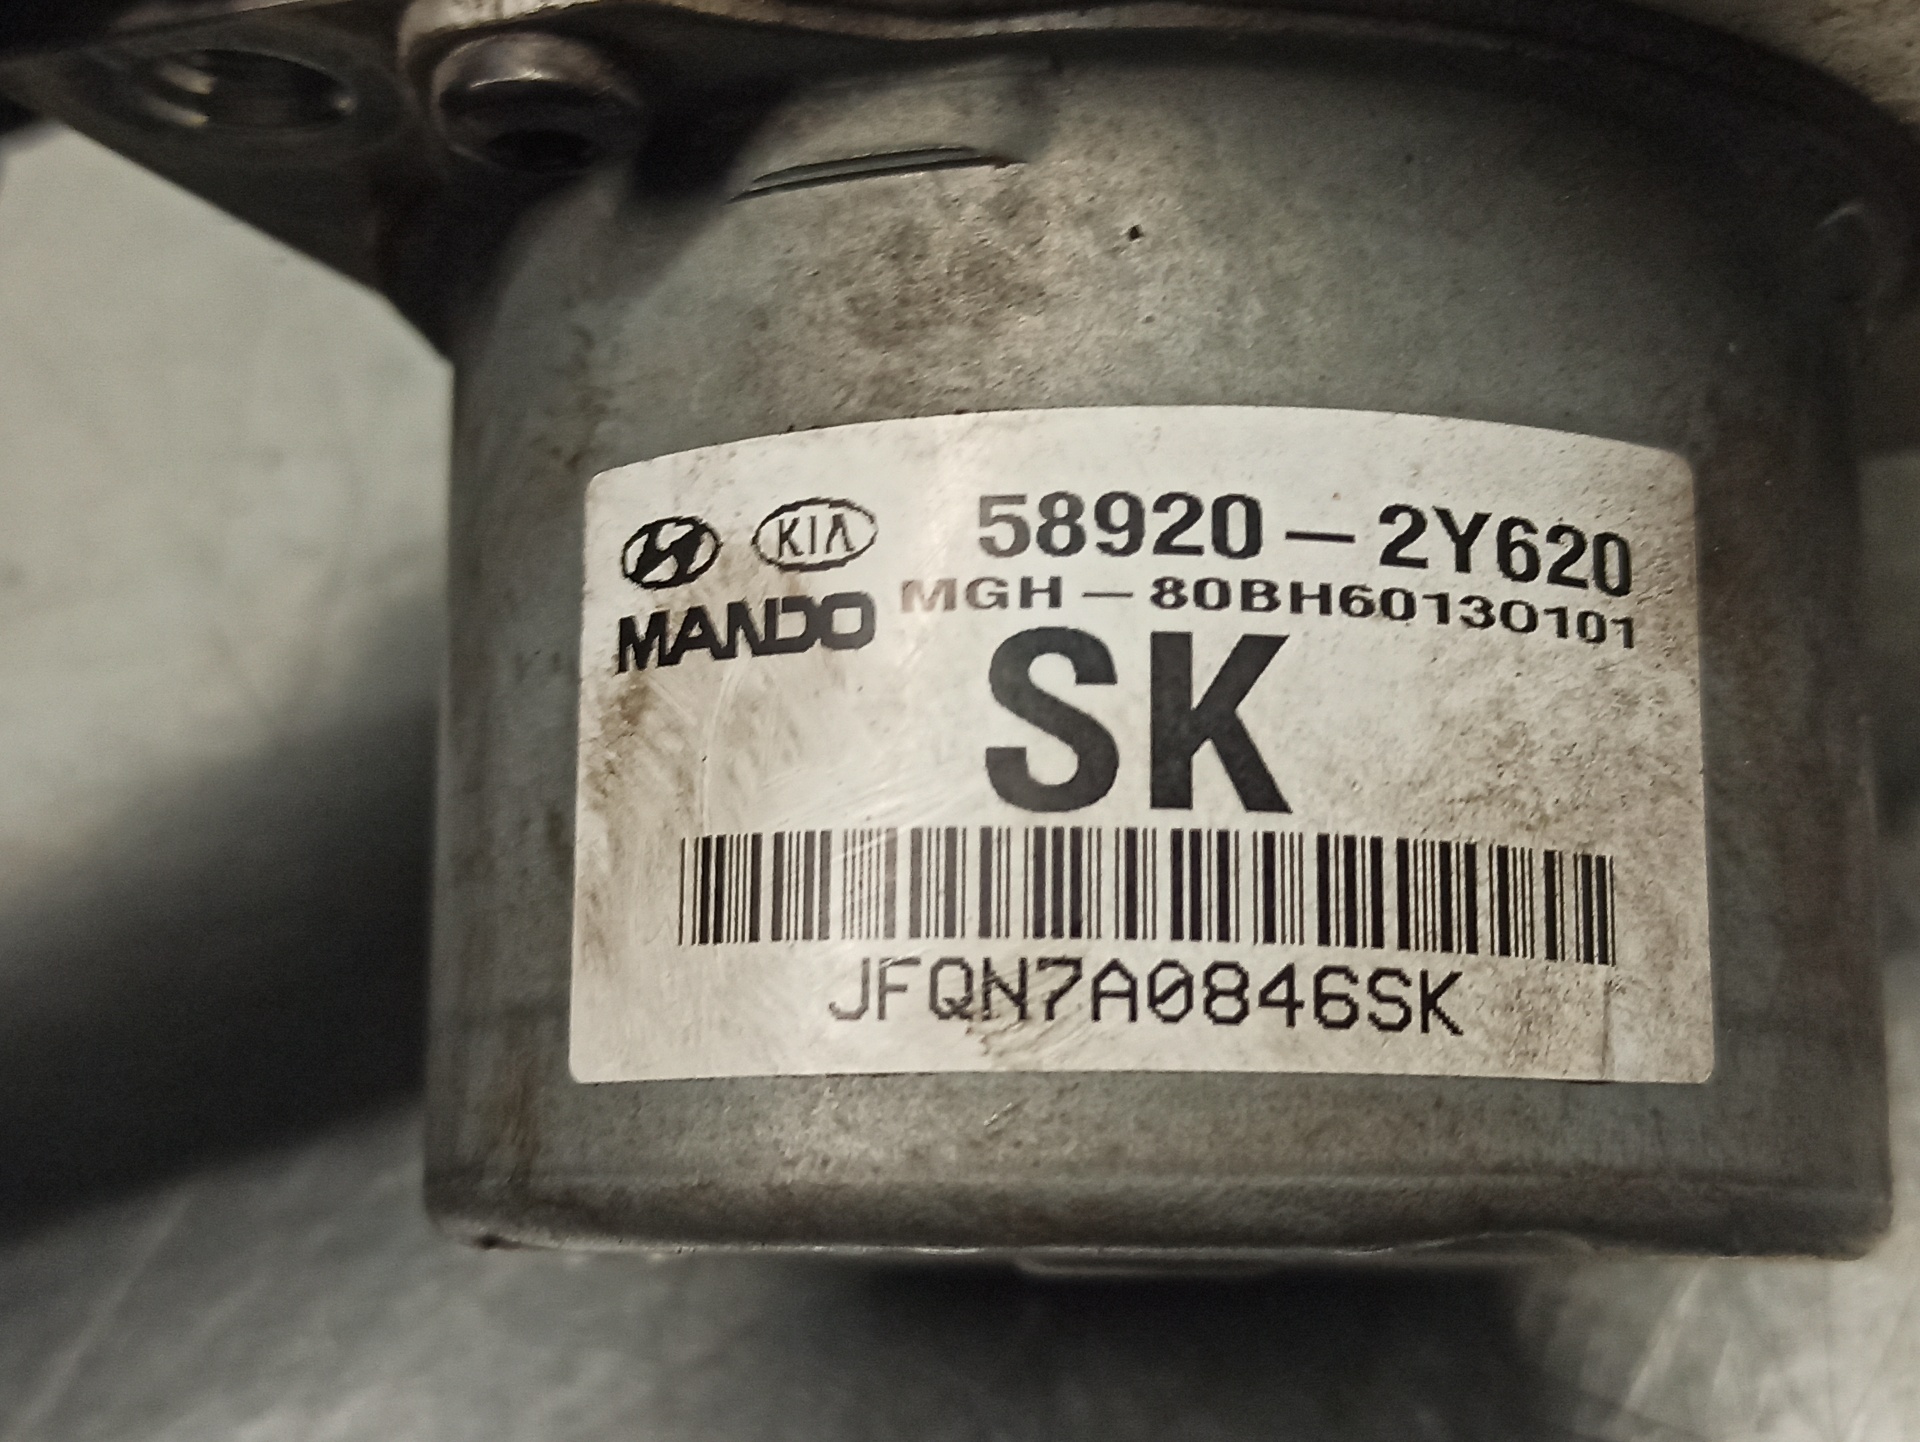 KIA 58920-2Y620
MANDO MGH-80BH60130101
SK
JFQN7A0846SK